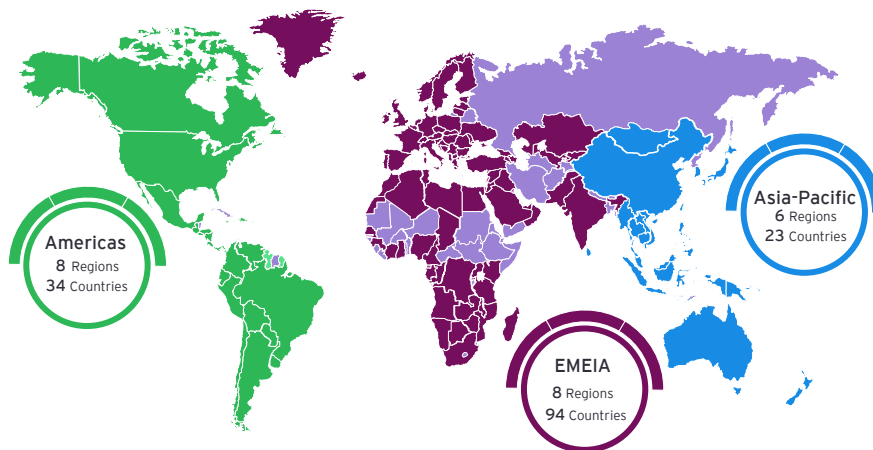 Americas
8 Regions
34 Countries
Asia-Pacific
6 Regions
23 Countries
EMEIA
8 Regions
94 Countries